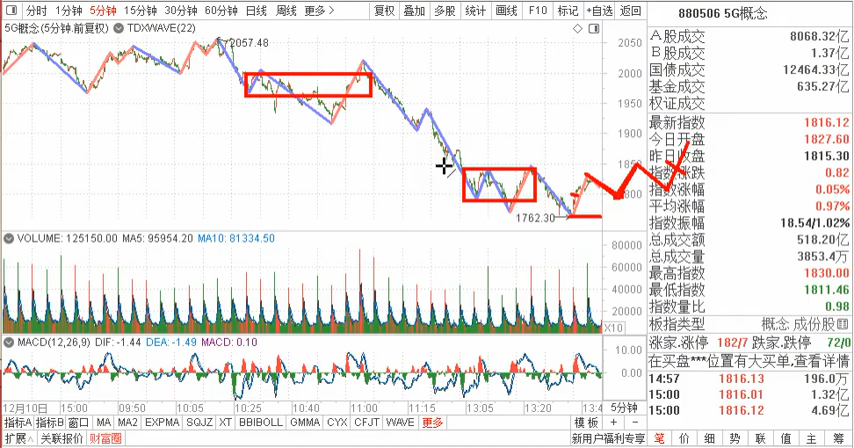 分时 1分钟 5分钟 15分钟 30分钟 60分钟 日线 周线 更多 复权 叠加 多股 统计 画线 F10 标记 +自选 返回
880506 5G概念
5G概念(5分钟.前复权) TDXWAVE(22)
2057.48
2050
2000
1950
1900
1850
1800
1762.30
A股成交 8068.32亿
B股成交 1.37亿
国债成交 12464.33亿
基金成交 635.27亿
权证成交
最新指数 1816.12
今日开盘 1827.60
昨日收盘 1815.30
指数涨跌 0.82
指数涨幅 0.05%
平均涨幅 0.97%
指数振幅 18.54/1.02%
总成交额 518.20亿
总成交量 3853.4万
最高指数 1830.00
最低指数 1811.46
指数量比 0.98
板指类型 概念 成份股
涨家.涨停 182/7 跌家.跌停 72/0
在买盘***位置有大买单,查看详情
14:57 1816.13 196.0万
15:00 1816.01 1.32亿
15:00 1816.12 4.69亿
VOLUME: 125150.00 MA5: 95954.20 MA10: 81334.50
80000
60000
40000
20000
X10
MACD(12,26,9) DIF: -1.44 DEA: -1.49 MACD: 0.10
10.00
0.00
12月10日 15:00 09:50 10:05 10:25 10:40 11:00 11:15 13:05 13:20 13:4 5分钟
指标A 指标B 窗口 MA MA2 EXPMA SQJZ XT BBIBOLL GMMA CYX CFJT WAVE 更多 模板 + −
扩展∧ 关联报价 财富圈 新用户福利专享 笔 价 细 势 联 值 主 筹